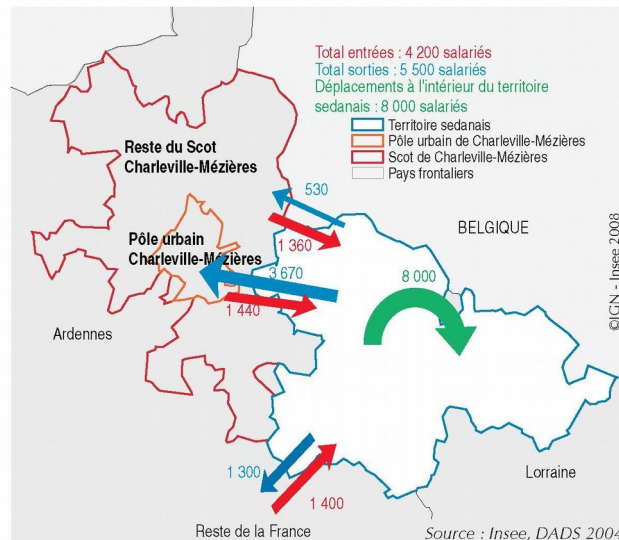 Total entrées : 4 200 salariés
Total sorties : 5 500 salariés
Déplacements à l'intérieur du territoire
sedanais : 8 000 salariés
Territoire sedanais
Pôle urbain de Charleville-Mézières
Scot de Charleville-Mézières
Pays frontaliers
Reste du Scot
Charleville-Mézières
530
BELGIQUE
1 360
Pôle urbain
Charleville-Mézières
3 670
8 000
1 440
Ardennes
©IGN - Insee 2008
1 300
1 400
Lorraine
Reste de la France
Source : Insee, DADS 2004